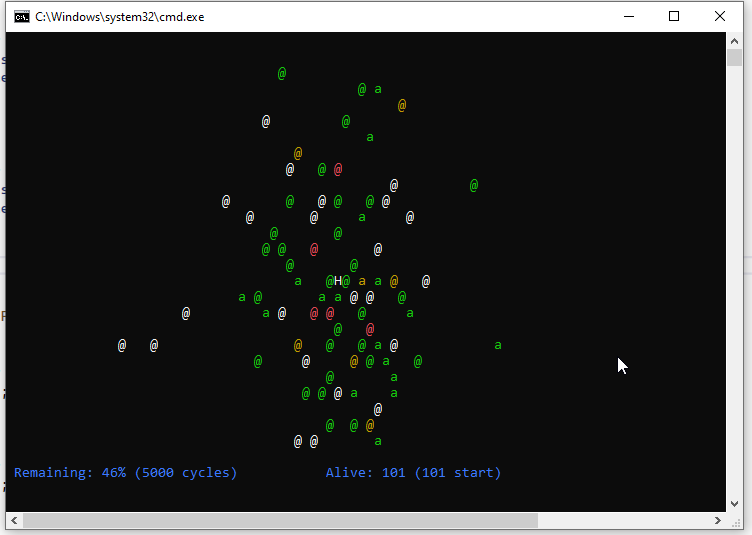 C:\Windows\system32\cmd.exe
@
@ a
@
@ @
a
@
@ @ @
@ @
@ @ @ @ @ @
@ @ a @
@ @
@ @ @ @
@ @
a @H@ a a @ @
a @ a a @ @ @
@ a @ @ @ @ a
@ @
@ @ @ @ @ a @ a
@ @ @ @ a @
@ a
@ @ @ a a
@
@ @ @
@ @ a
Remaining: 46% (5000 cycles) Alive: 101 (101 start)